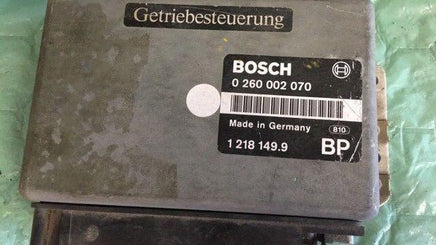 Getriebesteuerung
BOSCH
0 260 002 070
Made in Germany B10
1 218 149.9 BP